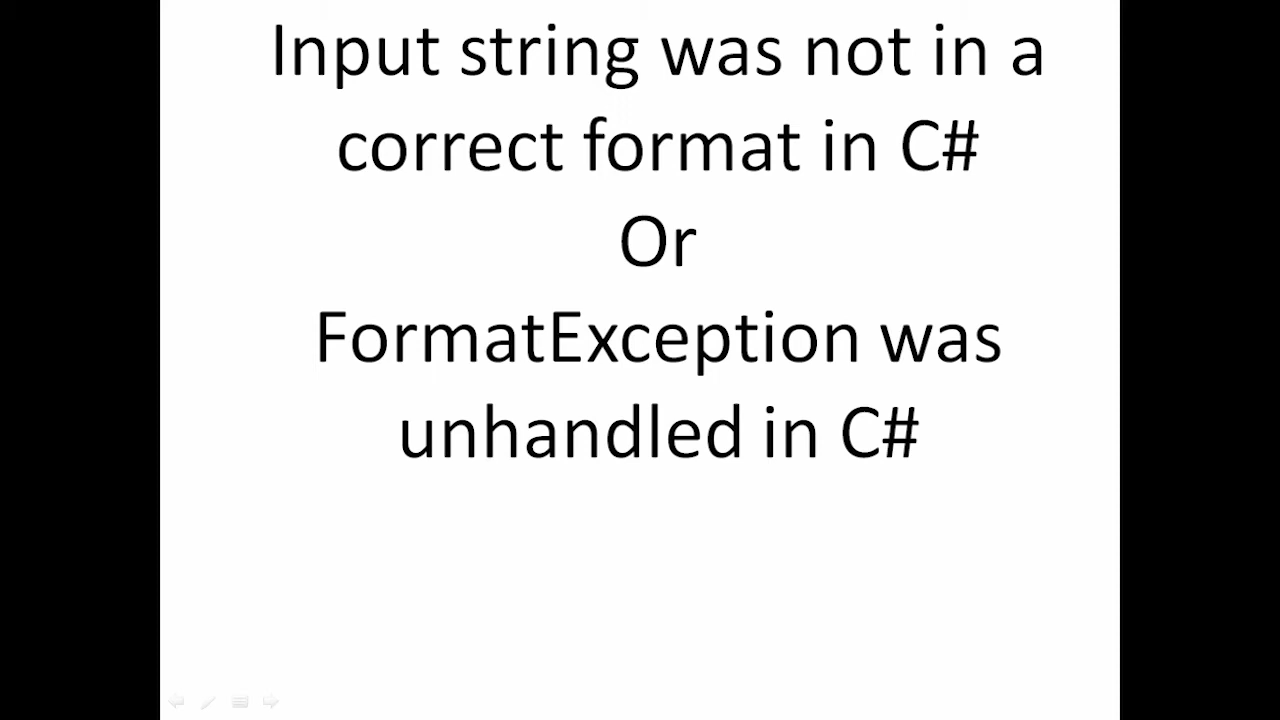 Input string was not in a
correct format in C#
Or
FormatException was
unhandled in C#